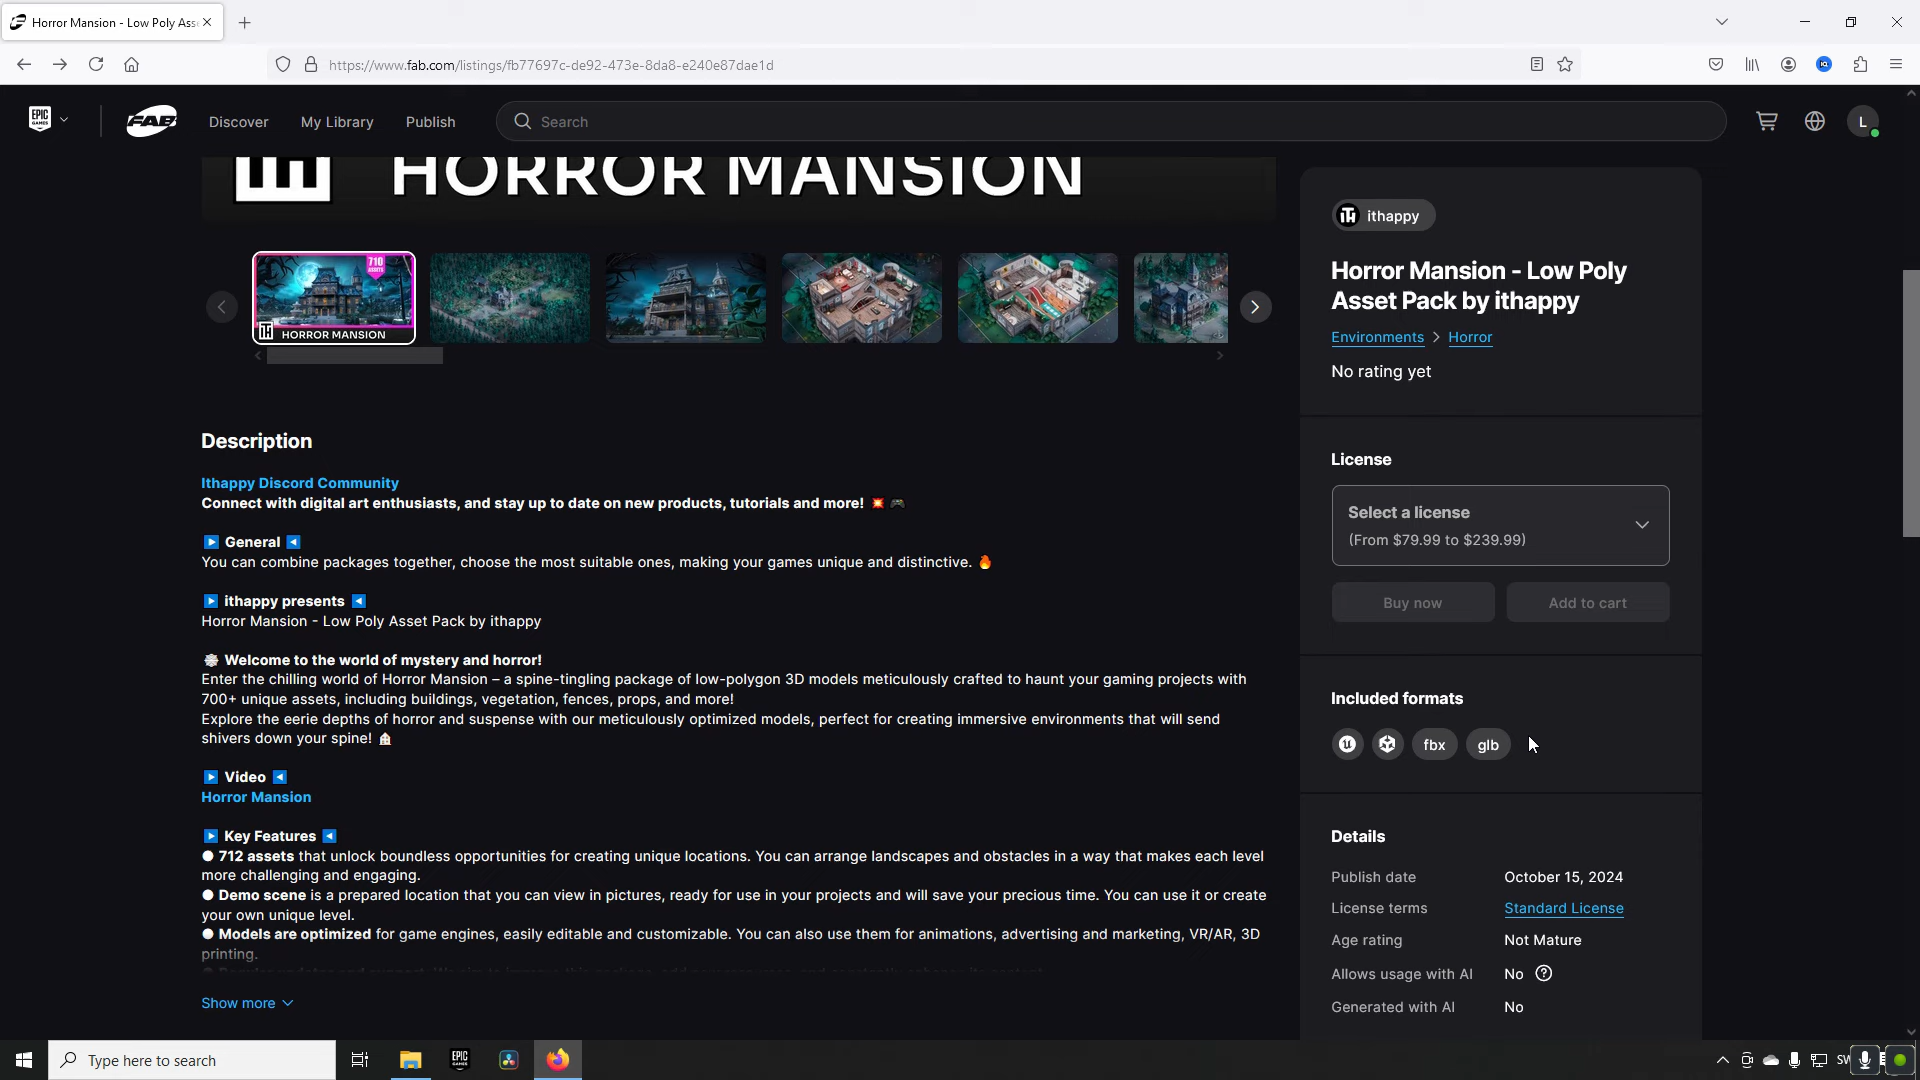 Horror Mansion - Low Poly Ass
https://www.fab.com/listings/fb77697c-de92-473e-8da8-e240e87dae1d
EPIC GAMES
FAB
Discover
My Library
Publish
Search
L
HORROR MANSION
710 ASSETS
HORROR MANSION
Description
Ithappy Discord Community
Connect with digital art enthusiasts, and stay up to date on new products, tutorials and more! 💥 🎮
▶ General ◀
You can combine packages together, choose the most suitable ones, making your games unique and distinctive. 🔥
▶ ithappy presents ◀
Horror Mansion - Low Poly Asset Pack by ithappy
🕸 Welcome to the world of mystery and horror!
Enter the chilling world of Horror Mansion – a spine-tingling package of low-polygon 3D models meticulously crafted to haunt your gaming projects with
700+ unique assets, including buildings, vegetation, fences, props, and more!
Explore the eerie depths of horror and suspense with our meticulously optimized models, perfect for creating immersive environments that will send
shivers down your spine! 🏠
▶ Video ◀
Horror Mansion
▶ Key Features ◀
● 712 assets that unlock boundless opportunities for creating unique locations. You can arrange landscapes and obstacles in a way that makes each level
more challenging and engaging.
● Demo scene is a prepared location that you can view in pictures, ready for use in your projects and will save your precious time. You can use it or create
your own unique level.
● Models are optimized for game engines, easily editable and customizable. You can also use them for animations, advertising and marketing, VR/AR, 3D
printing.
Show more
ithappy
Horror Mansion - Low Poly
Asset Pack by ithappy
Environments > Horror
No rating yet
License
Select a license
(From $79.99 to $239.99)
Buy now
Add to cart
Included formats
fbx
glb
Details
Publish date October 15, 2024
License terms Standard License
Age rating Not Mature
Allows usage with AI No
Generated with AI No
Type here to search
EPIC GAMES